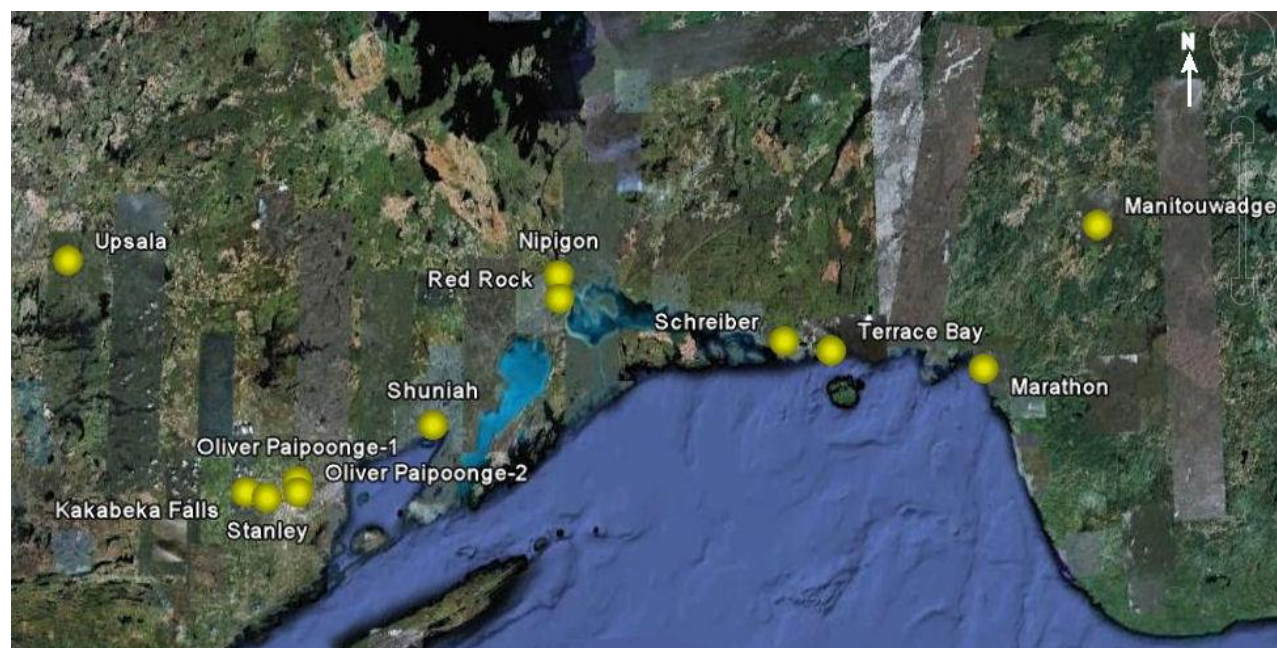 N
Manitouwadge
Upsala
Nipigon
Red Rock
Schreiber
Terrace Bay
Marathon
Shuniah
Oliver Paipoonge-1
Oliver Paipoonge-2
Kakabeka Falls
Stanley